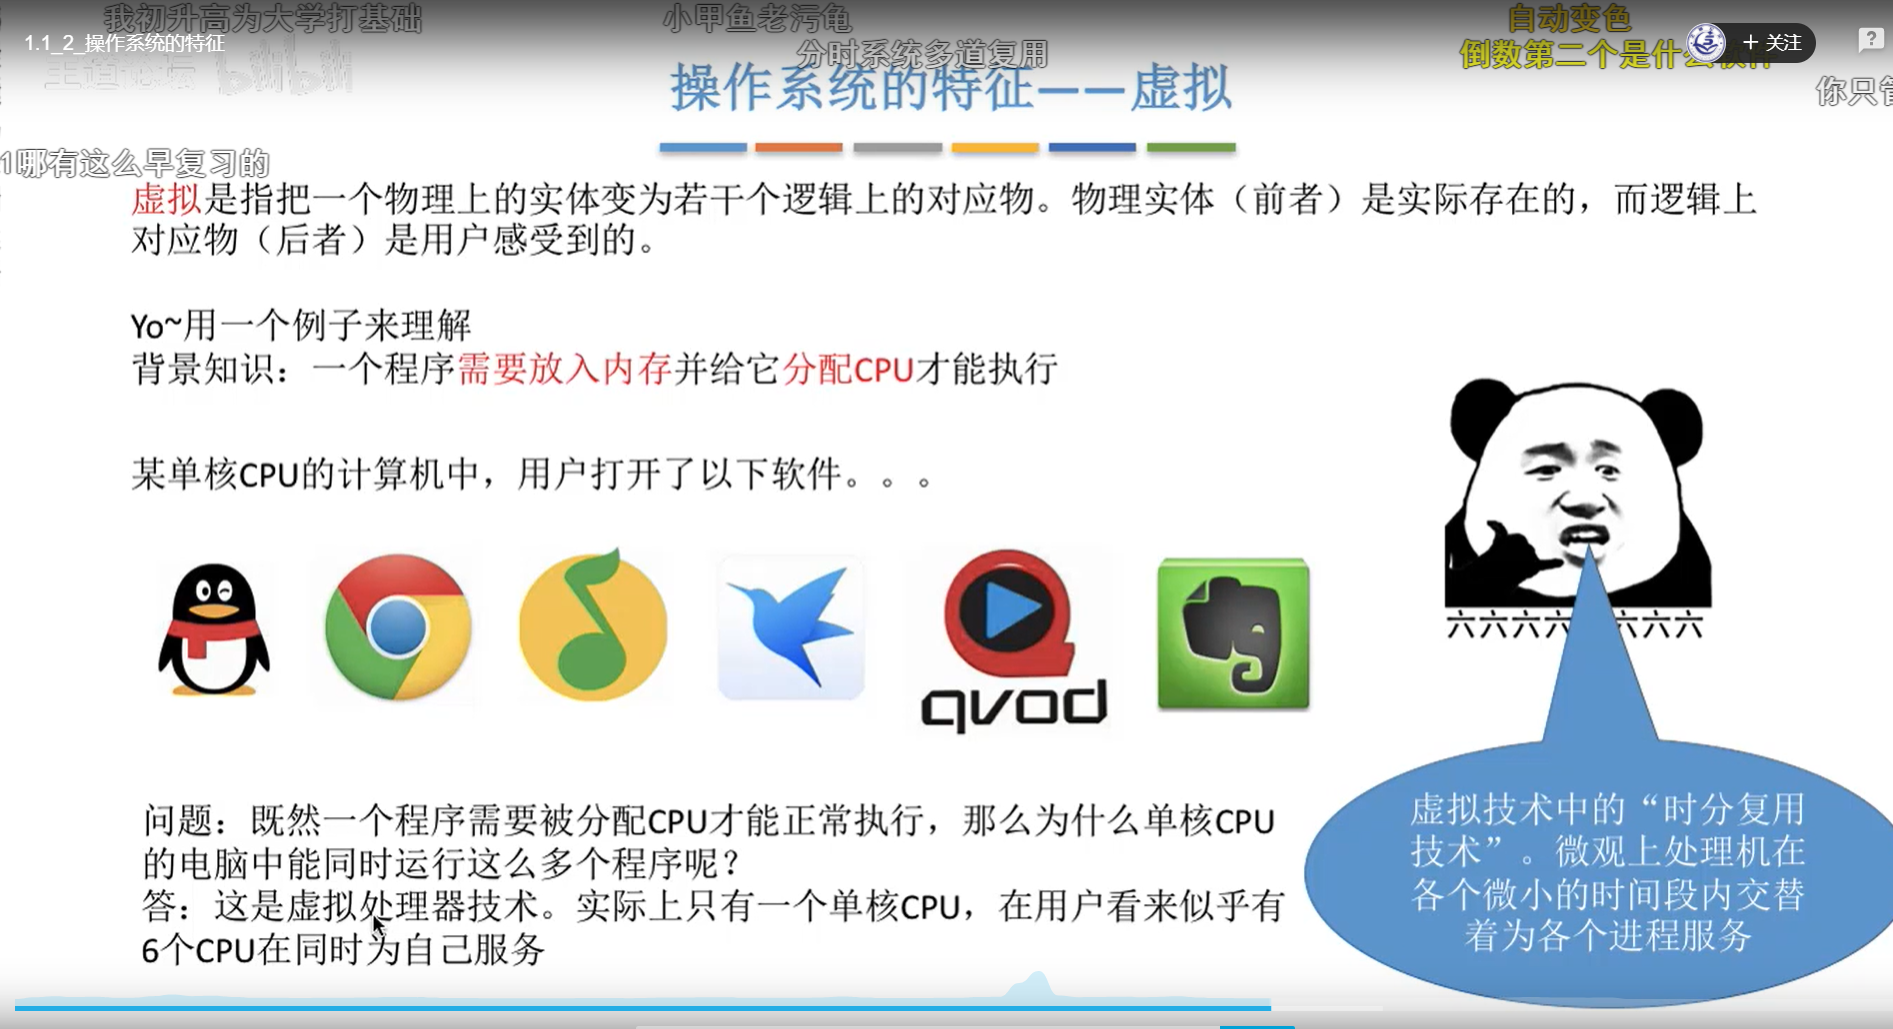 我初升高为大学打基础
小甲鱼老污龟
自动变色
1.1_2_操作系统的特征
分时系统多道复用
倒数第二个是什么软件
+ 关注
?
王道论坛 bilibili
操作系统的特征——虚拟
你只管
1哪有这么早复习的
虚拟是指把一个物理上的实体变为若干个逻辑上的对应物。物理实体（前者）是实际存在的，而逻辑上
对应物（后者）是用户感受到的。
Yo~用一个例子来理解
背景知识：一个程序需要放入内存并给它分配CPU才能执行
某单核CPU的计算机中，用户打开了以下软件。。。
qvod
六六六六六六六六
问题：既然一个程序需要被分配CPU才能正常执行，那么为什么单核CPU
的电脑中能同时运行这么多个程序呢？
答：这是虚拟处理器技术。实际上只有一个单核CPU，在用户看来似乎有
6个CPU在同时为自己服务
虚拟技术中的“时分复用
技术”。微观上处理机在
各个微小的时间段内交替
着为各个进程服务